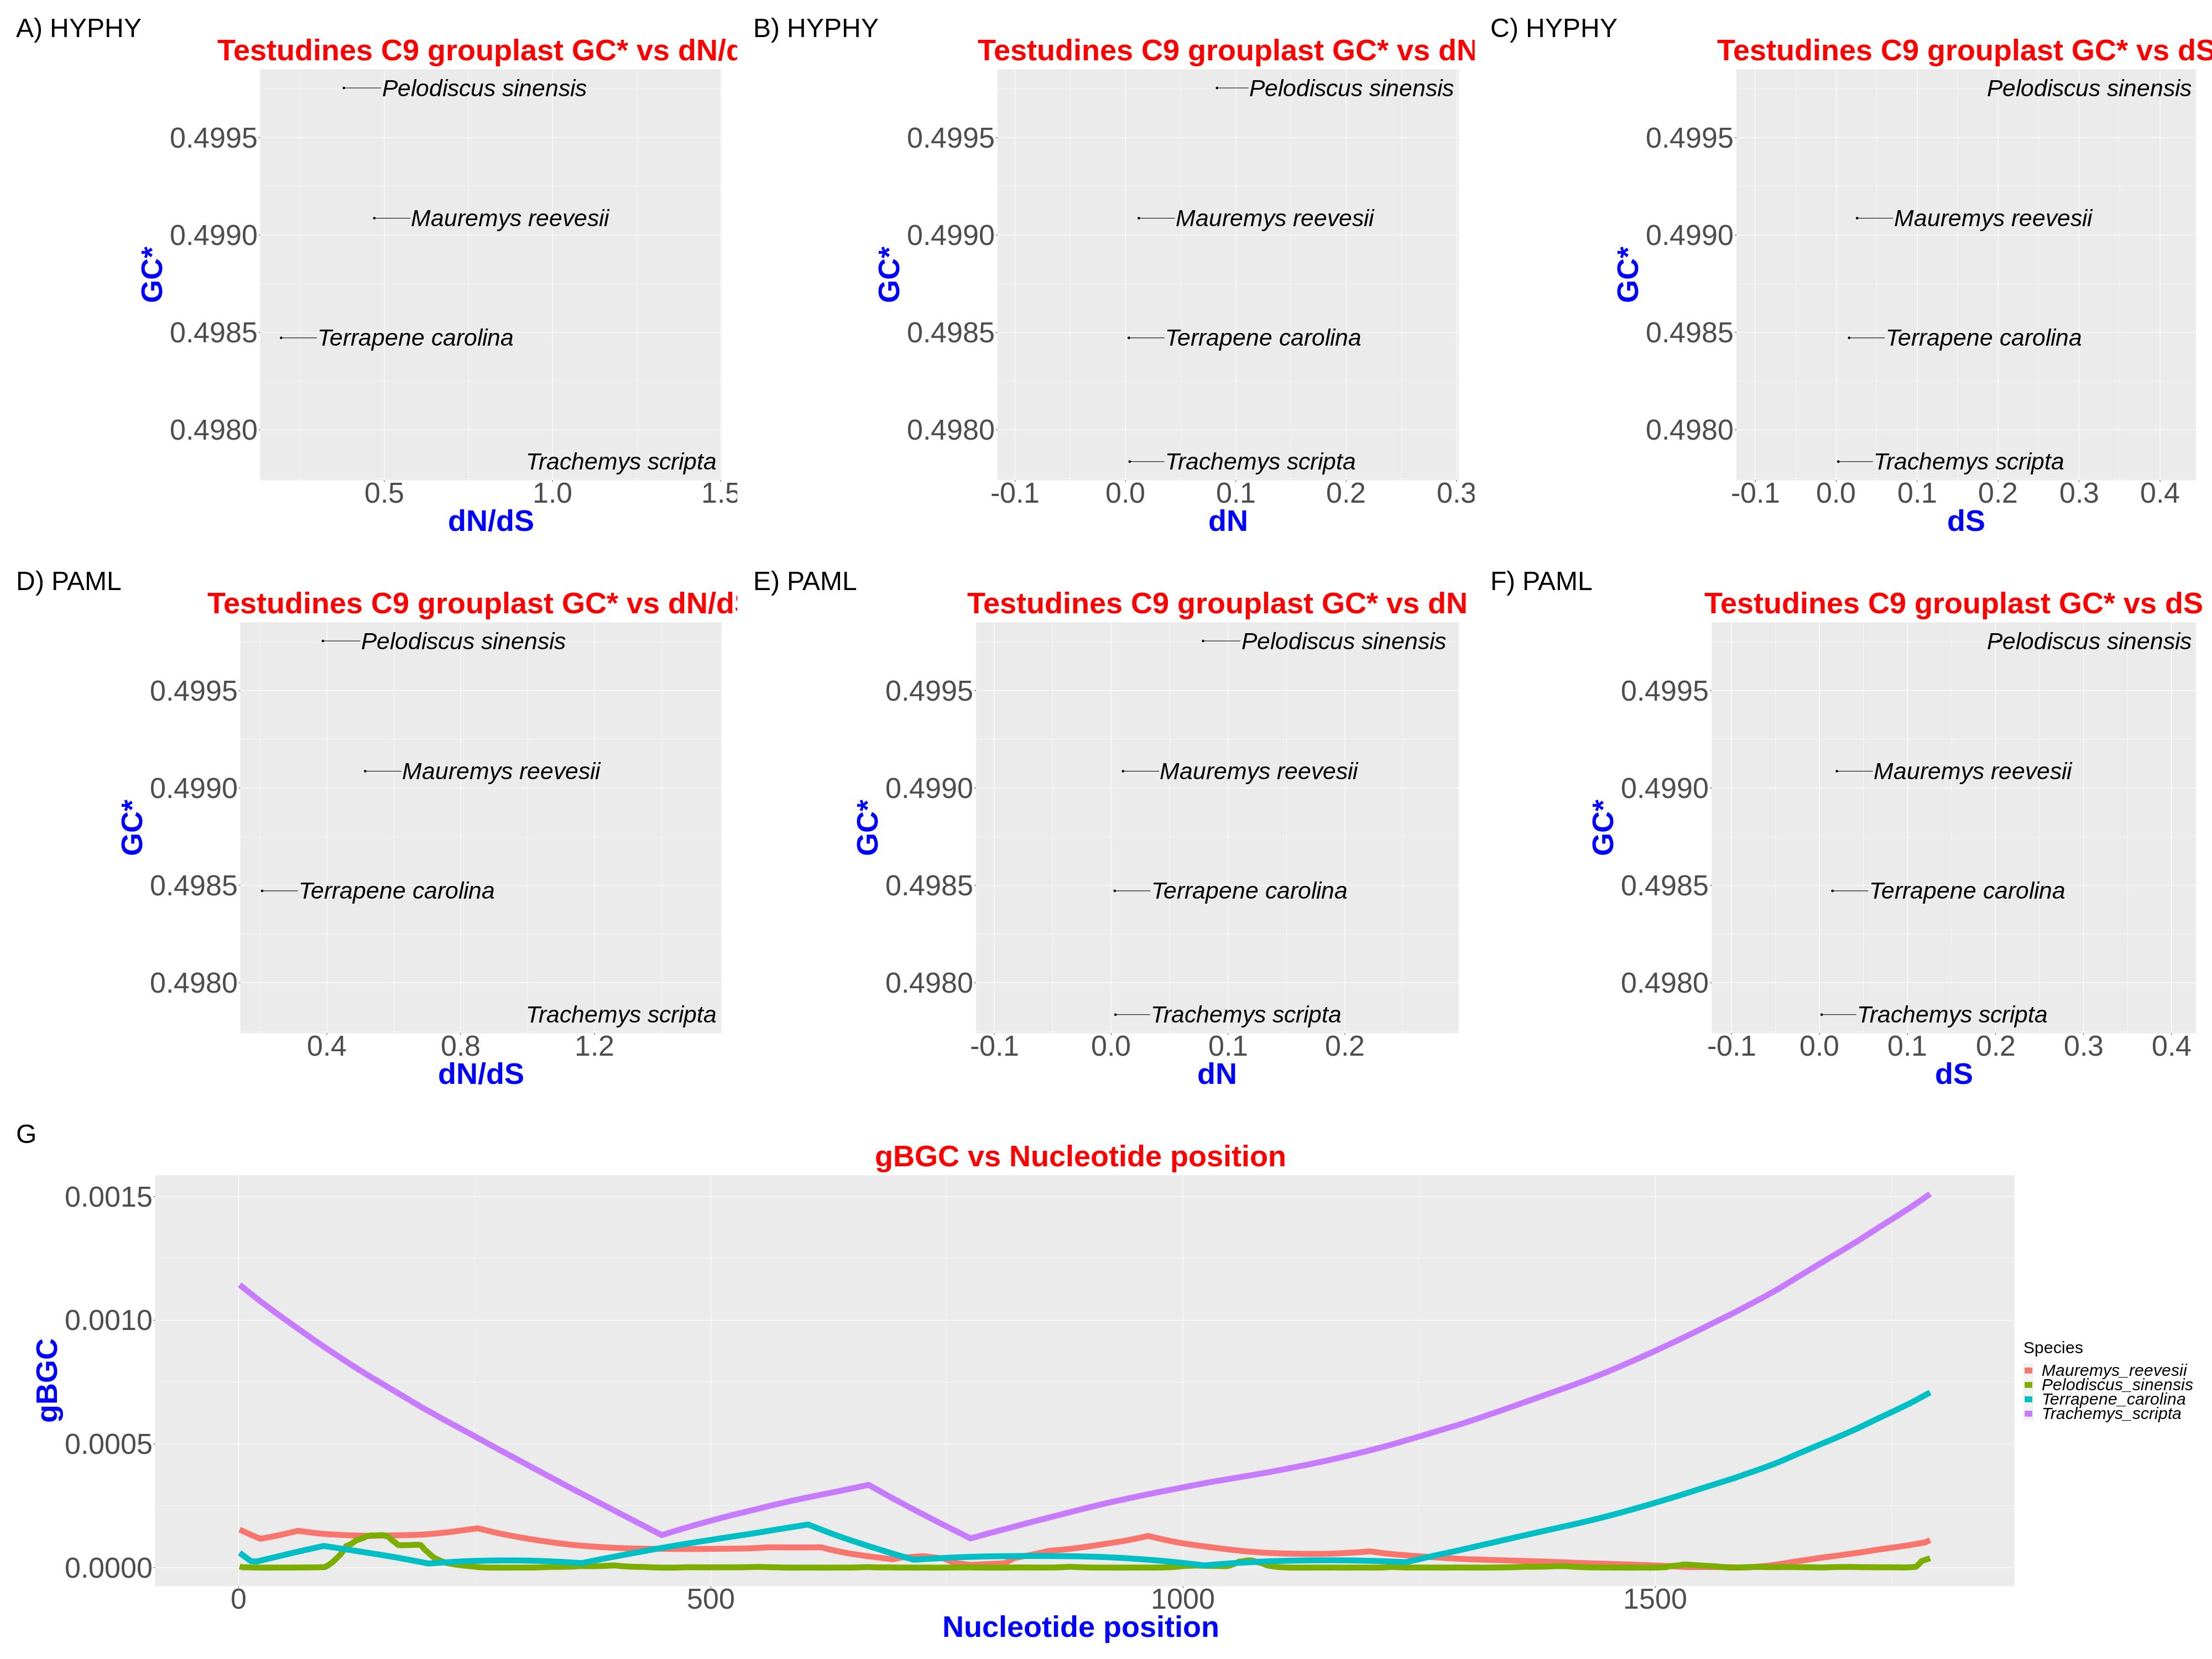 A) HYPHY
Testudines C9 grouplast GC* vs dN/d
Pelodiscus sinensis
0.4995
Mauremys reevesii
0.4990
GC*
Terrapene carolina
0.4985
0.4980
Trachemys scripta
0.5 1.0 1.5
dN/dS
B) HYPHY
Testudines C9 grouplast GC* vs dN
Pelodiscus sinensis
0.4995
Mauremys reevesii
0.4990
GC*
Terrapene carolina
0.4985
0.4980
Trachemys scripta
-0.1 0.0 0.1 0.2 0.3
dN
C) HYPHY
Testudines C9 grouplast GC* vs dS
Pelodiscus sinensis
0.4995
Mauremys reevesii
0.4990
GC*
Terrapene carolina
0.4985
0.4980
Trachemys scripta
-0.1 0.0 0.1 0.2 0.3 0.4
dS
D) PAML
Testudines C9 grouplast GC* vs dN/dS
Pelodiscus sinensis
0.4995
Mauremys reevesii
0.4990
GC*
Terrapene carolina
0.4985
0.4980
Trachemys scripta
0.4 0.8 1.2
dN/dS
E) PAML
Testudines C9 grouplast GC* vs dN
Pelodiscus sinensis
0.4995
Mauremys reevesii
0.4990
GC*
Terrapene carolina
0.4985
0.4980
Trachemys scripta
-0.1 0.0 0.1 0.2
dN
F) PAML
Testudines C9 grouplast GC* vs dS
Pelodiscus sinensis
0.4995
Mauremys reevesii
0.4990
GC*
Terrapene carolina
0.4985
0.4980
Trachemys scripta
-0.1 0.0 0.1 0.2 0.3 0.4
dS
G
gBGC vs Nucleotide position
0.0015
0.0010
gBGC
0.0005
0.0000
0 500 1000 1500
Nucleotide position
Species
Mauremys_reevesii
Pelodiscus_sinensis
Terrapene_carolina
Trachemys_scripta